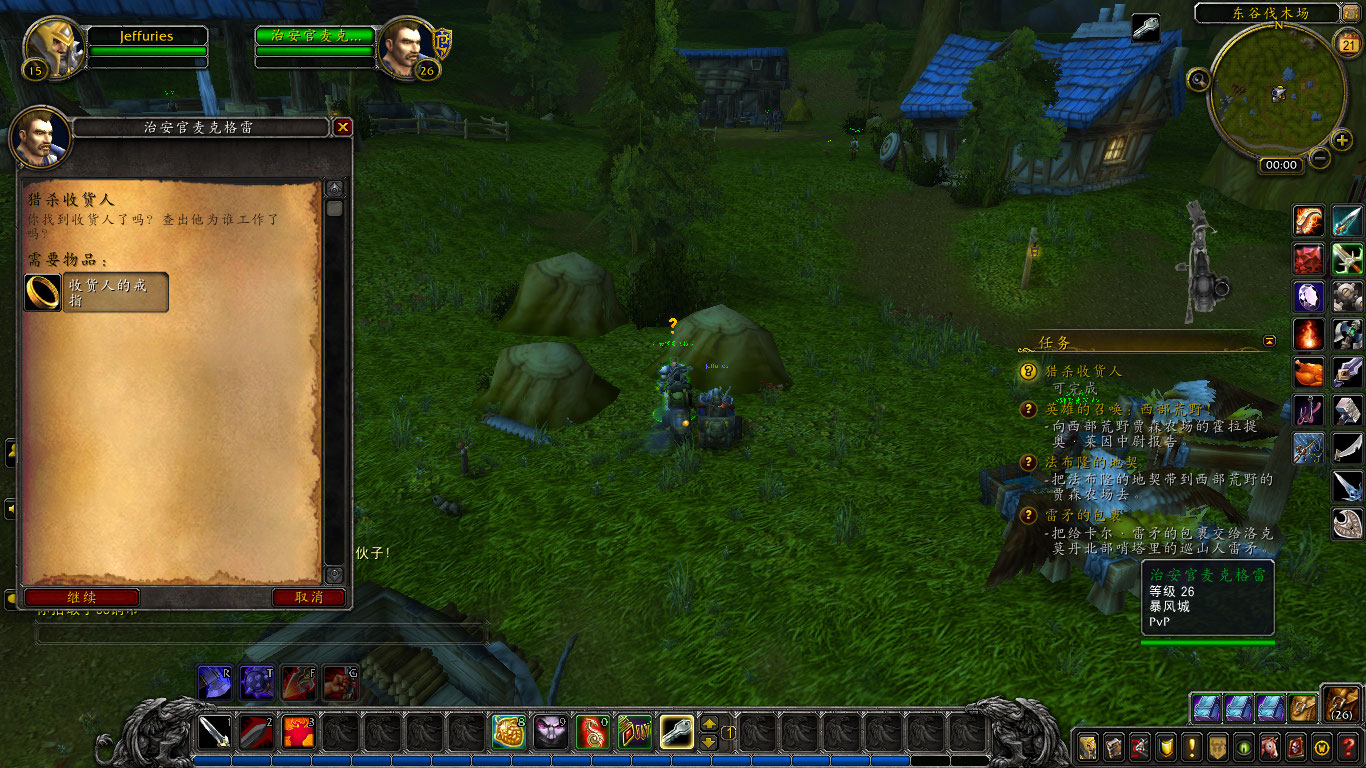 Jeffuries
15
治安官麦克...
26
东谷伐木场
N
21
00:00
治安官麦克格雷
猎杀收货人
你找到收货人了吗？查出他为谁工作了
吗？
需要物品：
收货人的戒
指
继续
取消
伙子！
任务
猎杀收货人
可完成
英雄的召唤：西部荒野！
-向西部荒野贾森农场的霍拉提
奥·莱因中尉报告。
法布隆的地契
-把法布隆的地契带到西部荒野的
贾森农场去。
雷矛的包裹
-把给卡尔·雷矛的包裹交给洛克
莫丹北部哨塔里的巡山人雷矛。
治安官麦克格雷
等级 26
暴风城
PvP
R
T
F
G
2
3
8
9
0
1
(26)